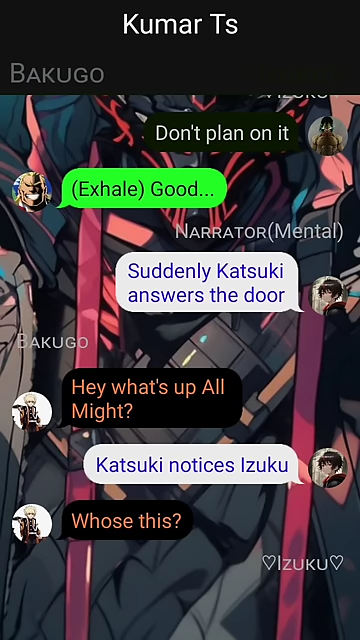 Kumar Ts
BAKUGO
IZUKU
Don't plan on it
(Exhale) Good...
NARRATOR(Mental)
Suddenly Katsuki
answers the door
BAKUGO
Hey what's up All
Might?
Katsuki notices Izuku
Whose this?
♡IZUKU♡